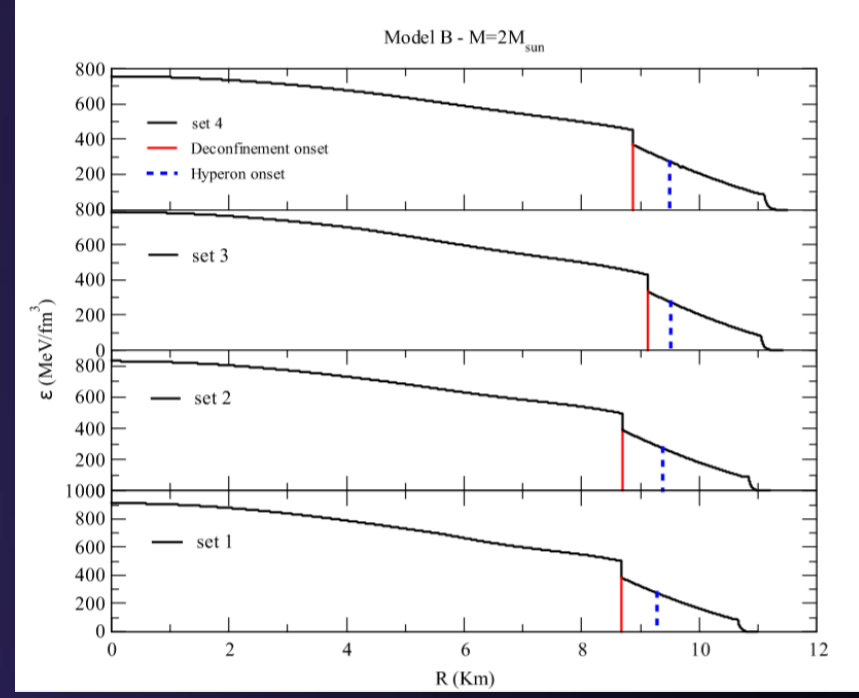 Model B - M=2M_sun
800
600
400
200
set 4
Deconfinement onset
Hyperon onset
800
600
400
200
0
set 3
800
600
400
200
set 2
1000
800
600
400
200
0
set 1
ε (MeV/fm³)
0 2 4 6 8 10 12
R (Km)